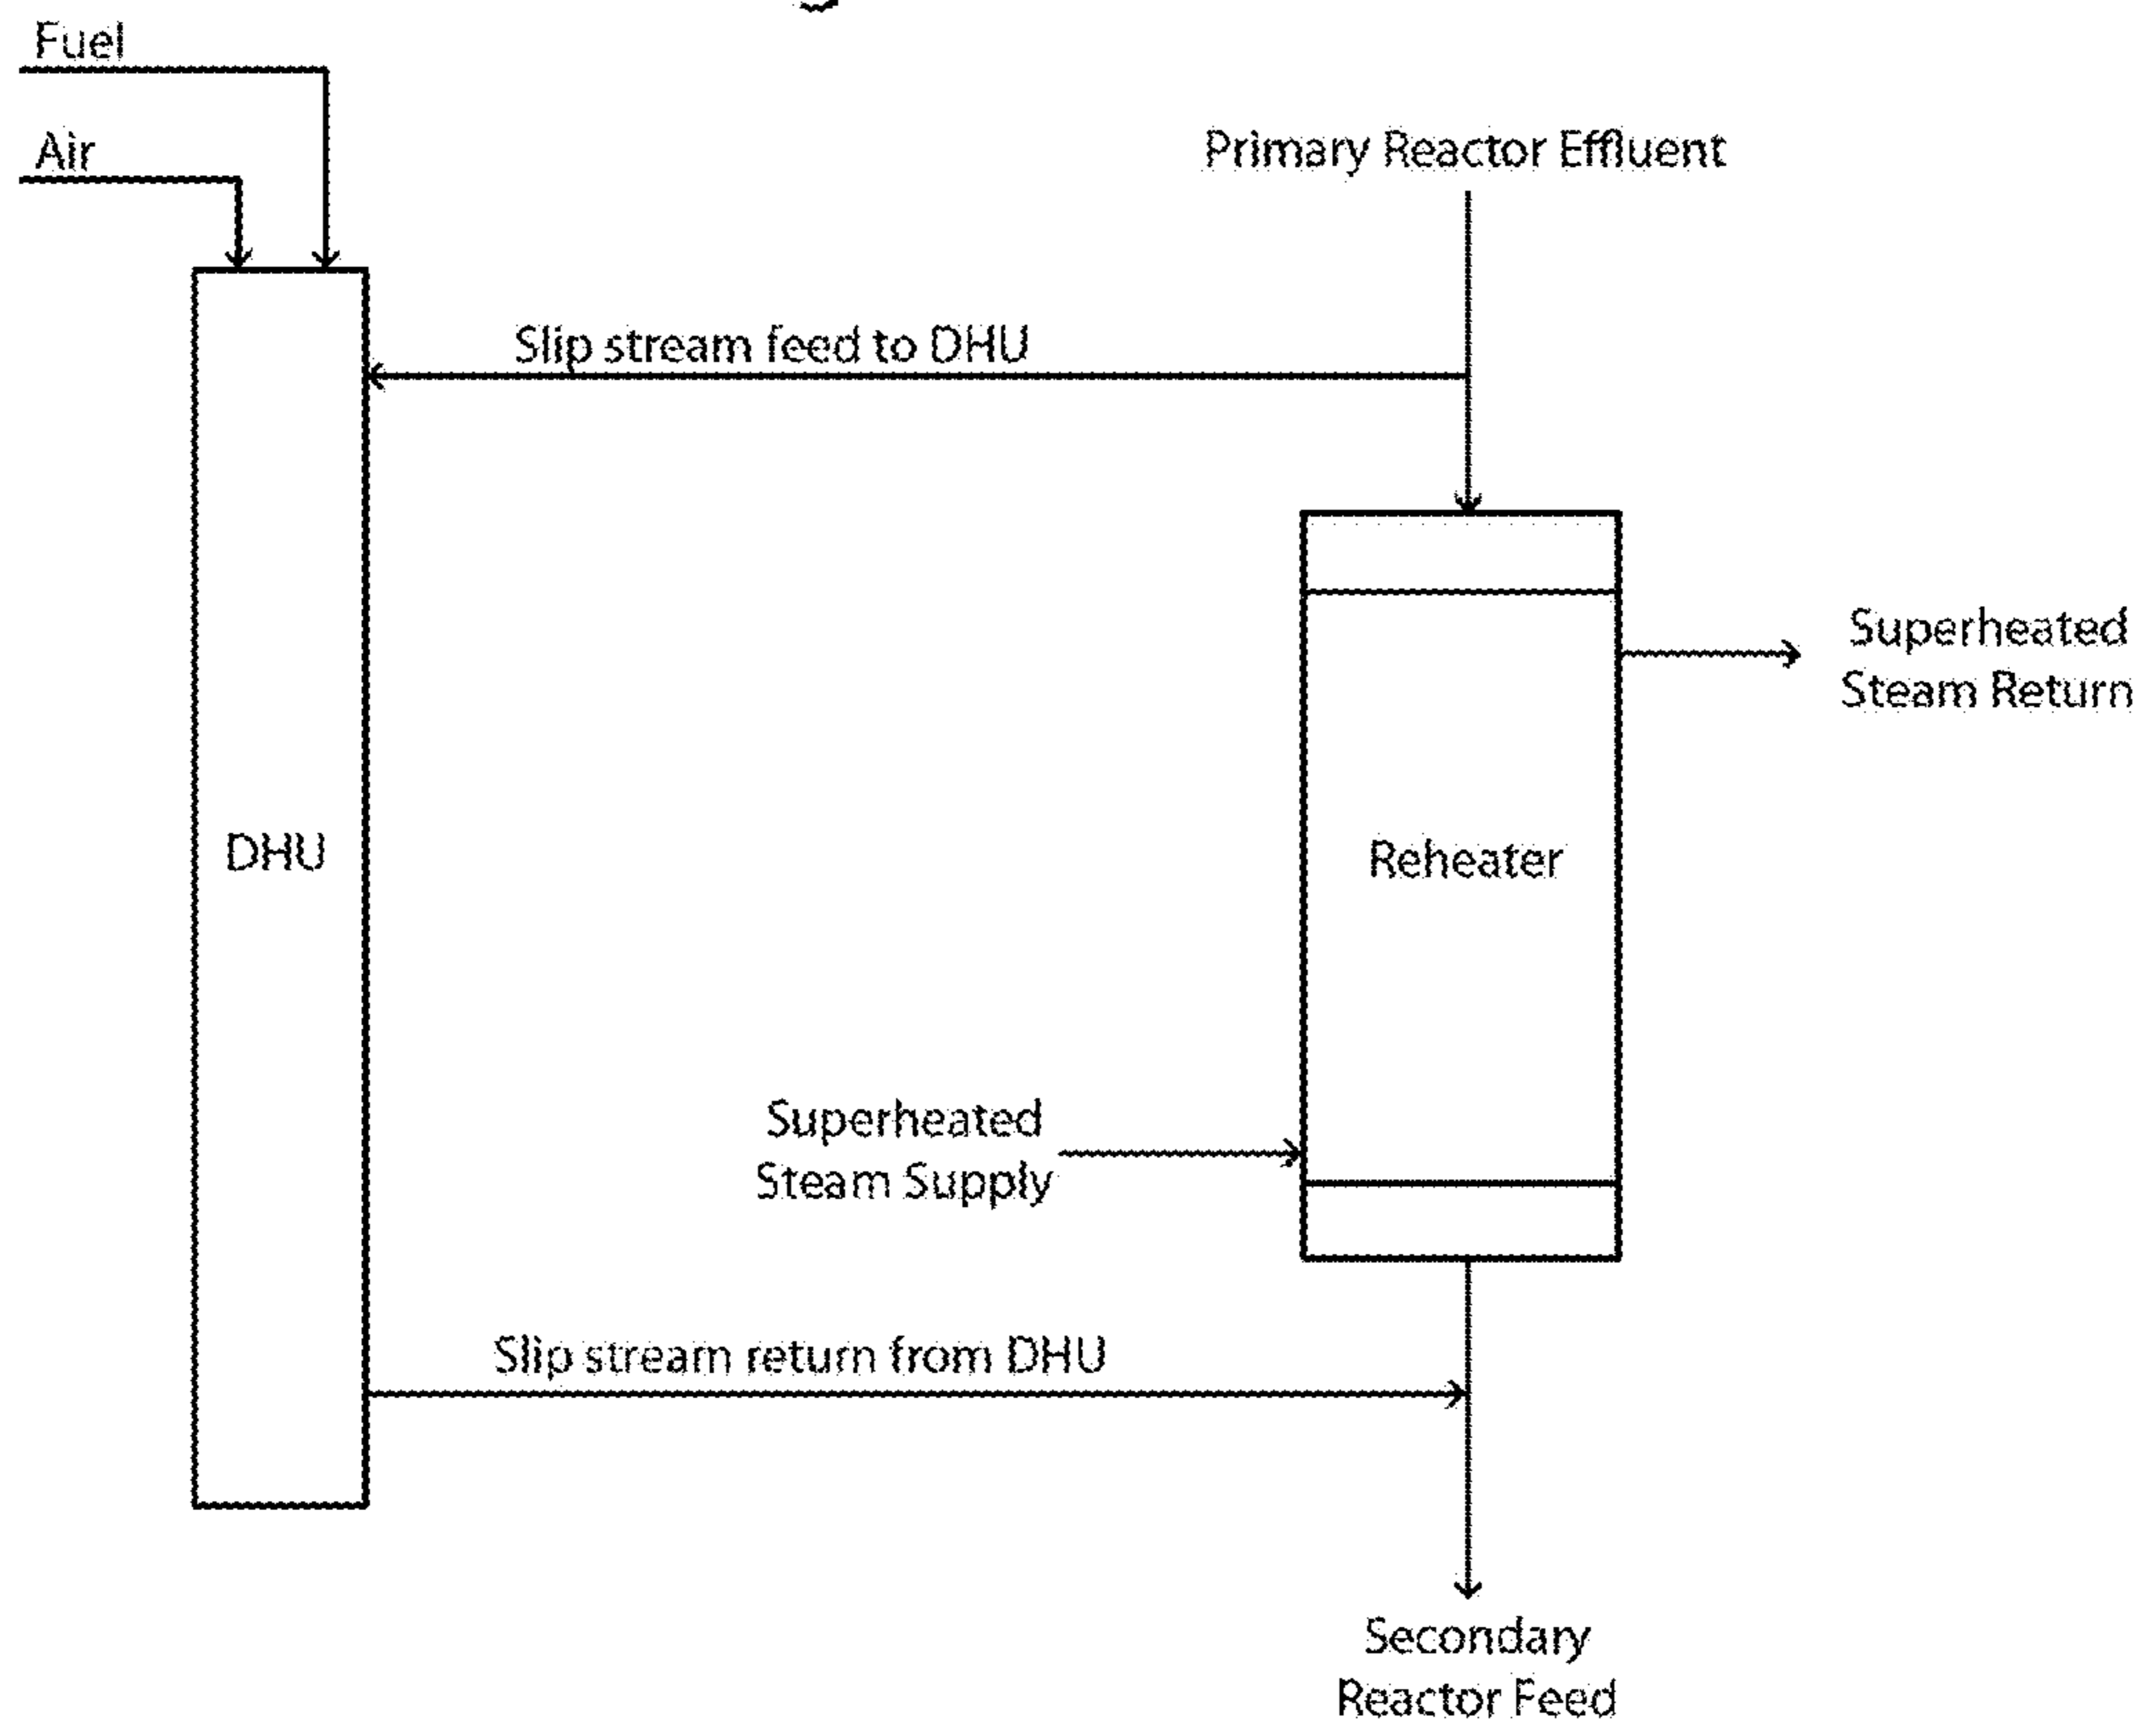 Fuel
Air
Primary Reactor Effluent
Slip stream feed to DHU
Superheated
Steam Return
DHU
Reheater
Superheated
Steam Supply
Slip stream return from DHU
Secondary
Reactor Feed